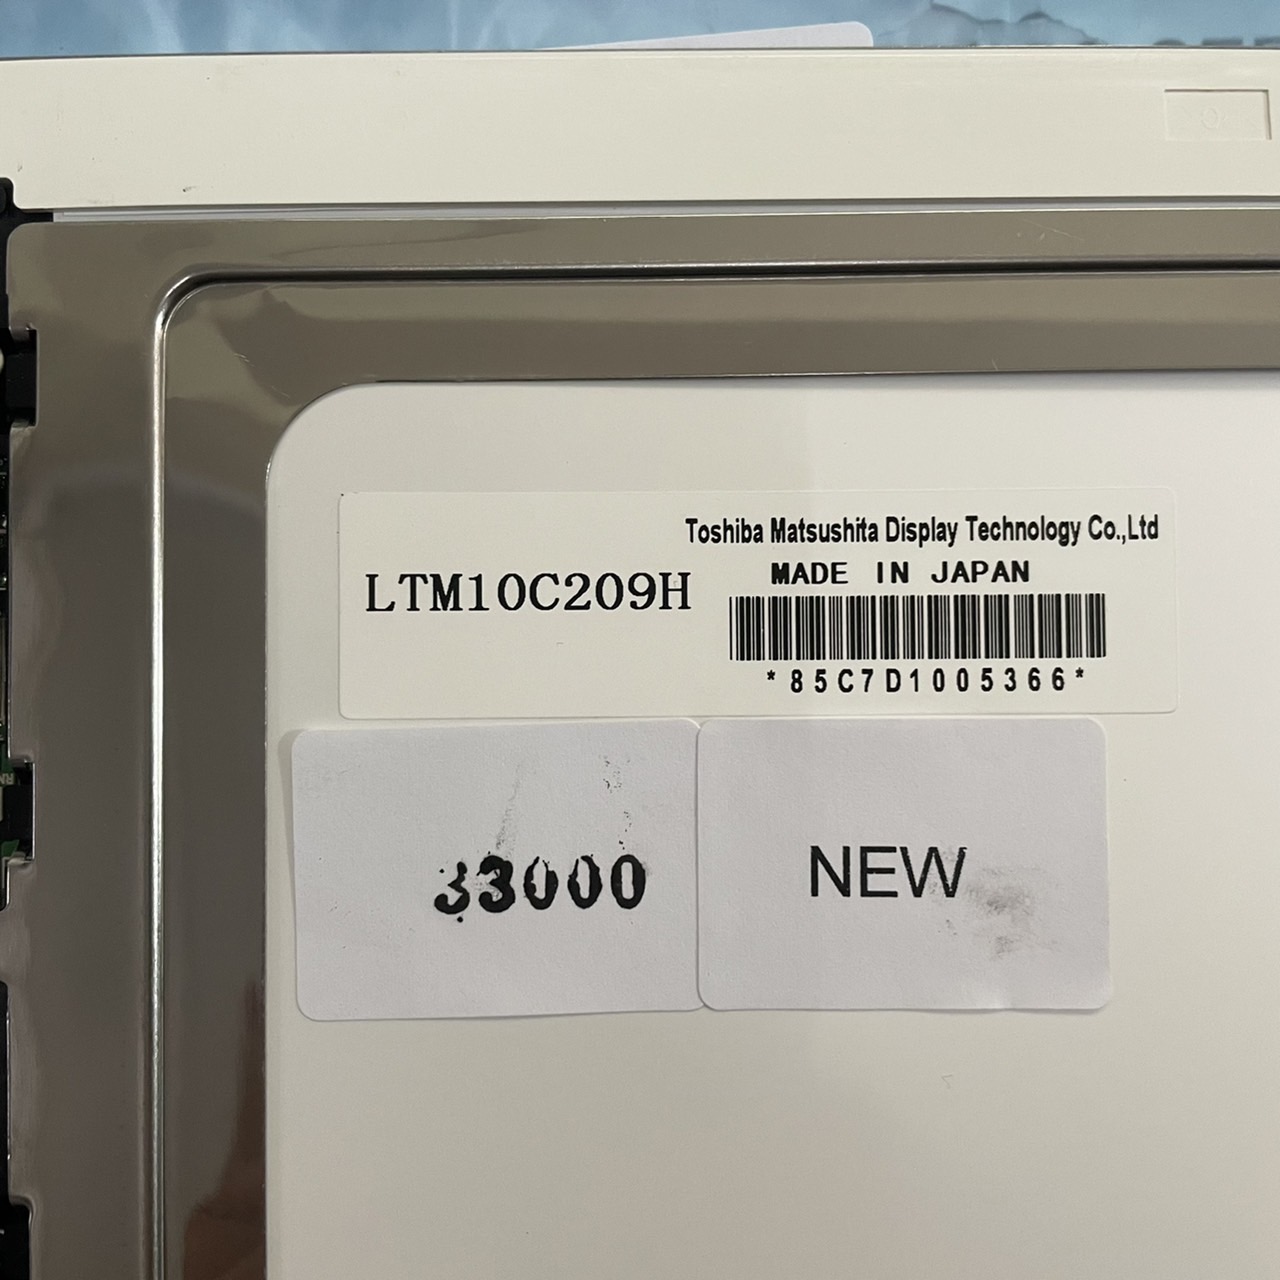 Toshiba Matsushita Display Technology Co.,Ltd
MADE IN JAPAN
LTM10C209H
*85C7D1005366*
33000
NEW